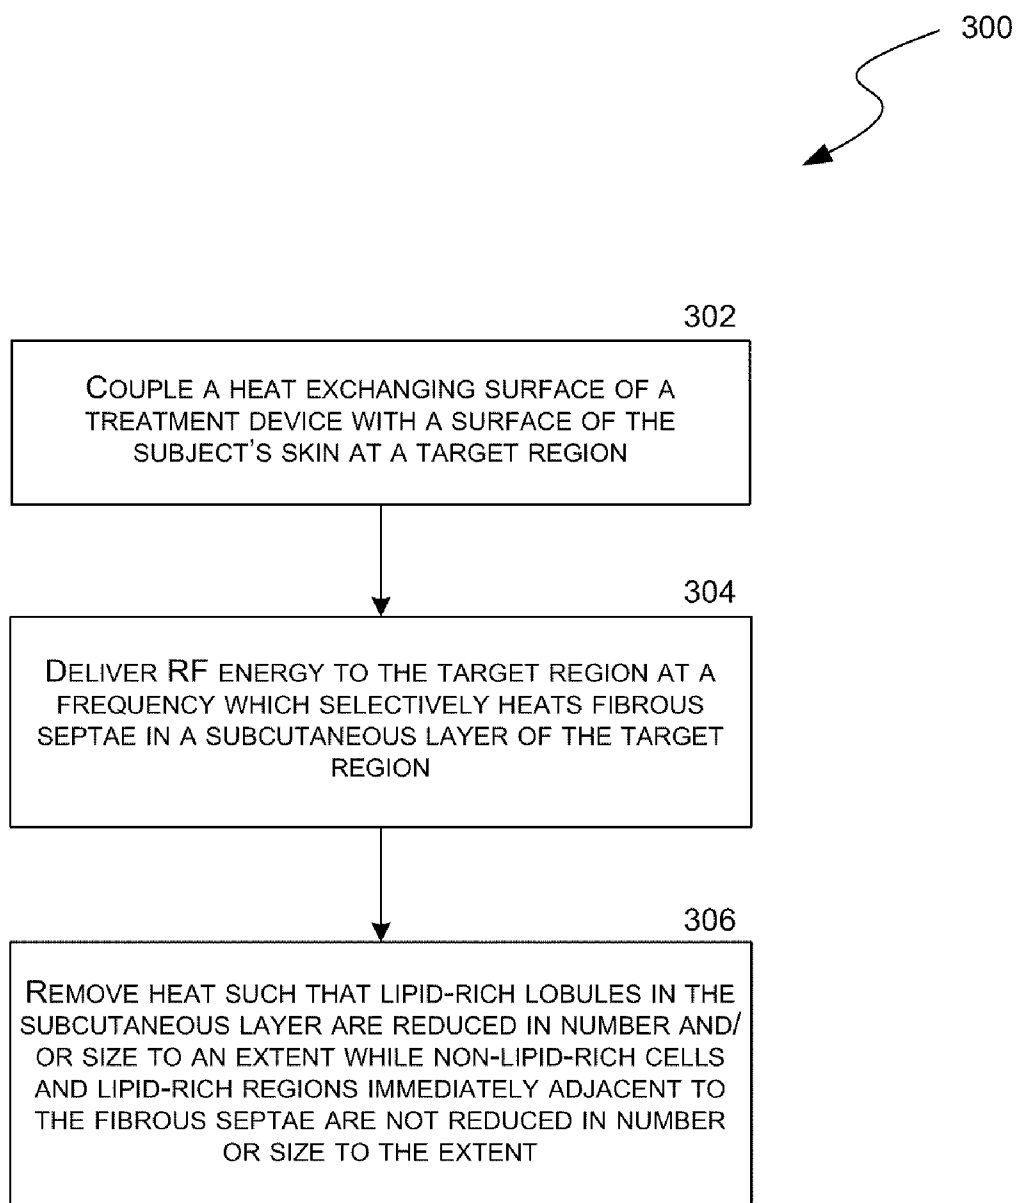 300
302
COUPLE A HEAT EXCHANGING SURFACE OF A
TREATMENT DEVICE WITH A SURFACE OF THE
SUBJECT'S SKIN AT A TARGET REGION
304
DELIVER RF ENERGY TO THE TARGET REGION AT A
FREQUENCY WHICH SELECTIVELY HEATS FIBROUS
SEPTAE IN A SUBCUTANEOUS LAYER OF THE TARGET
REGION
306
REMOVE HEAT SUCH THAT LIPID-RICH LOBULES IN THE
SUBCUTANEOUS LAYER ARE REDUCED IN NUMBER AND/
OR SIZE TO AN EXTENT WHILE NON-LIPID-RICH CELLS
AND LIPID-RICH REGIONS IMMEDIATELY ADJACENT TO
THE FIBROUS SEPTAE ARE NOT REDUCED IN NUMBER
OR SIZE TO THE EXTENT